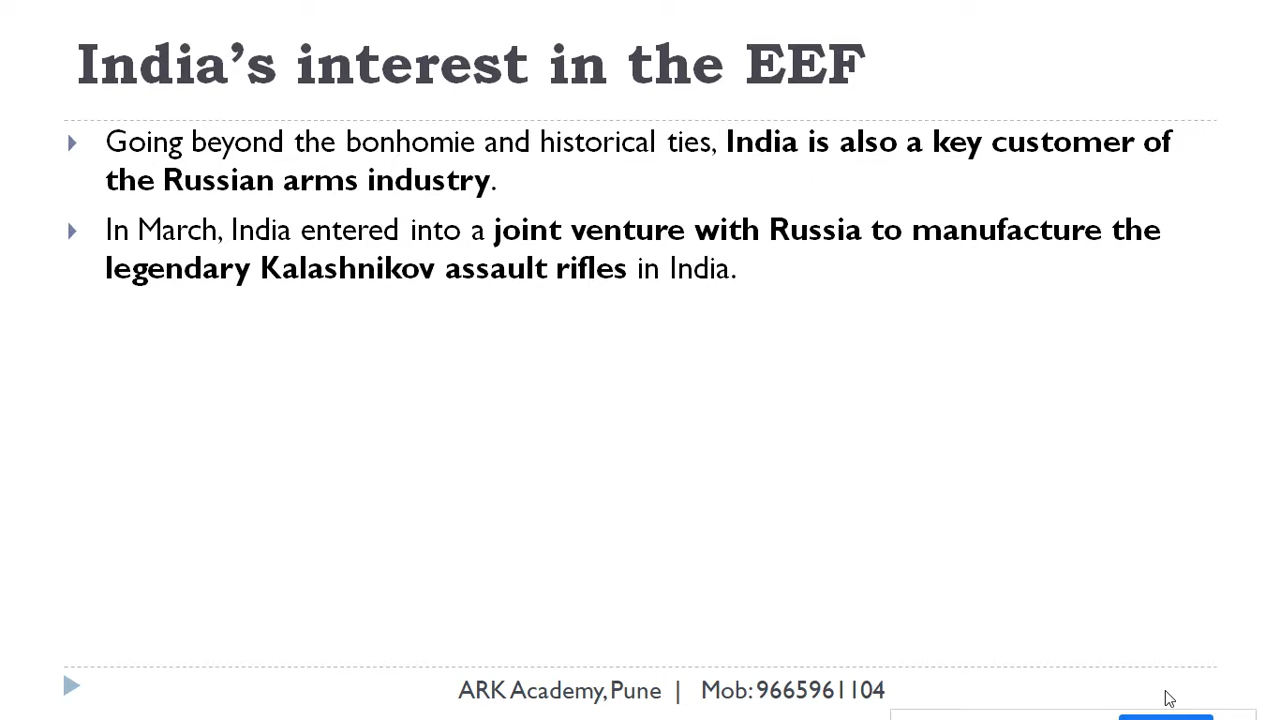 India’s interest in the EEF
Going beyond the bonhomie and historical ties, India is also a key customer of
the Russian arms industry.
In March, India entered into a joint venture with Russia to manufacture the
legendary Kalashnikov assault rifles in India.
ARK Academy, Pune | Mob: 9665961104